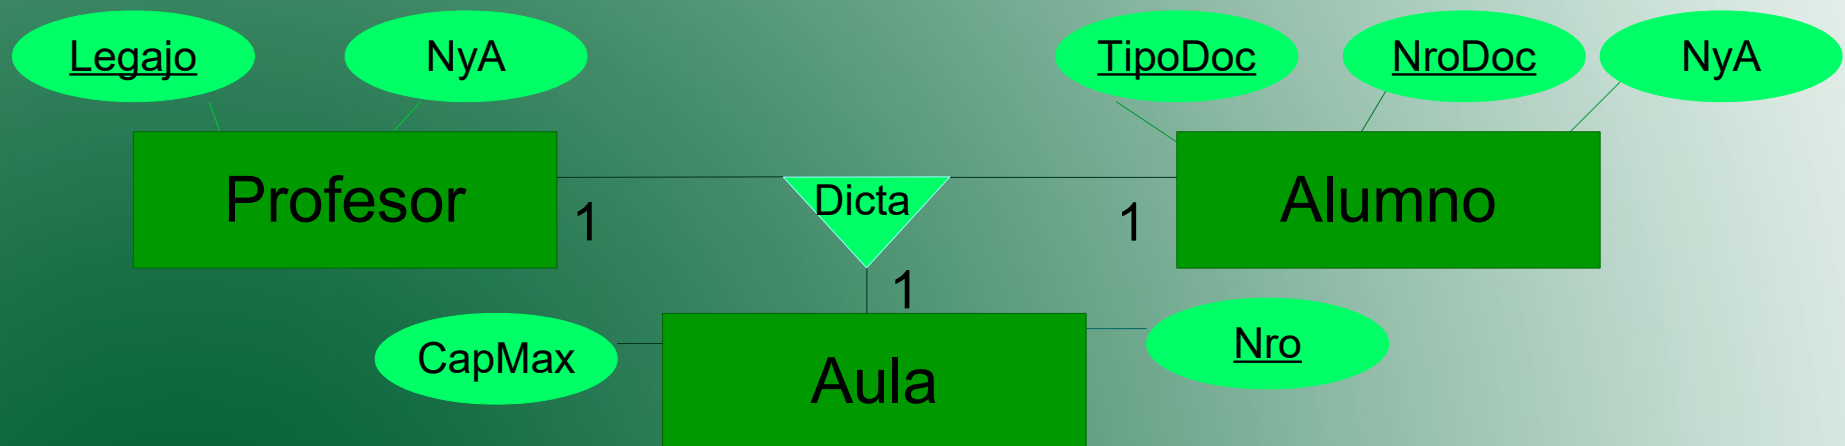 Legajo
NyA
TipoDoc
NroDoc
NyA
Profesor
1
Dicta
1
Alumno
1
CapMax
Aula
Nro